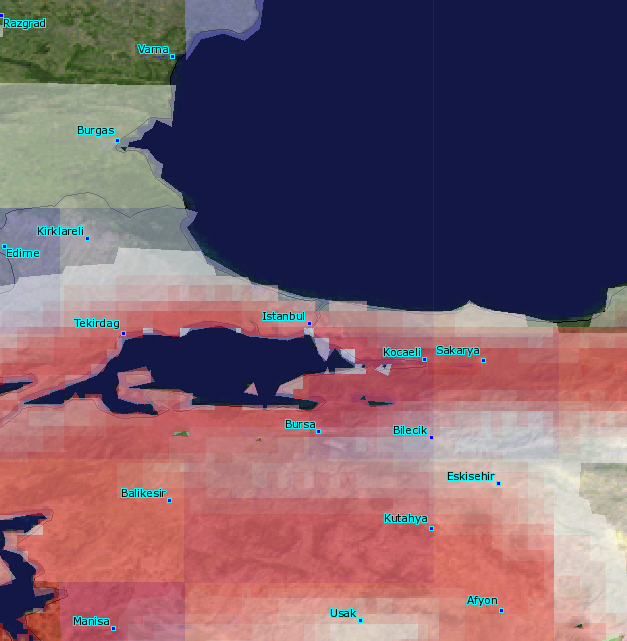 Razgrad
Varna
Burgas
Kirklareli
Edirne
Istanbul
Tekirdag
Kocaeli
Sakarya
Bursa
Bilecik
Eskisehir
Balikesir
Kutahya
Afyon
Usak
Manisa